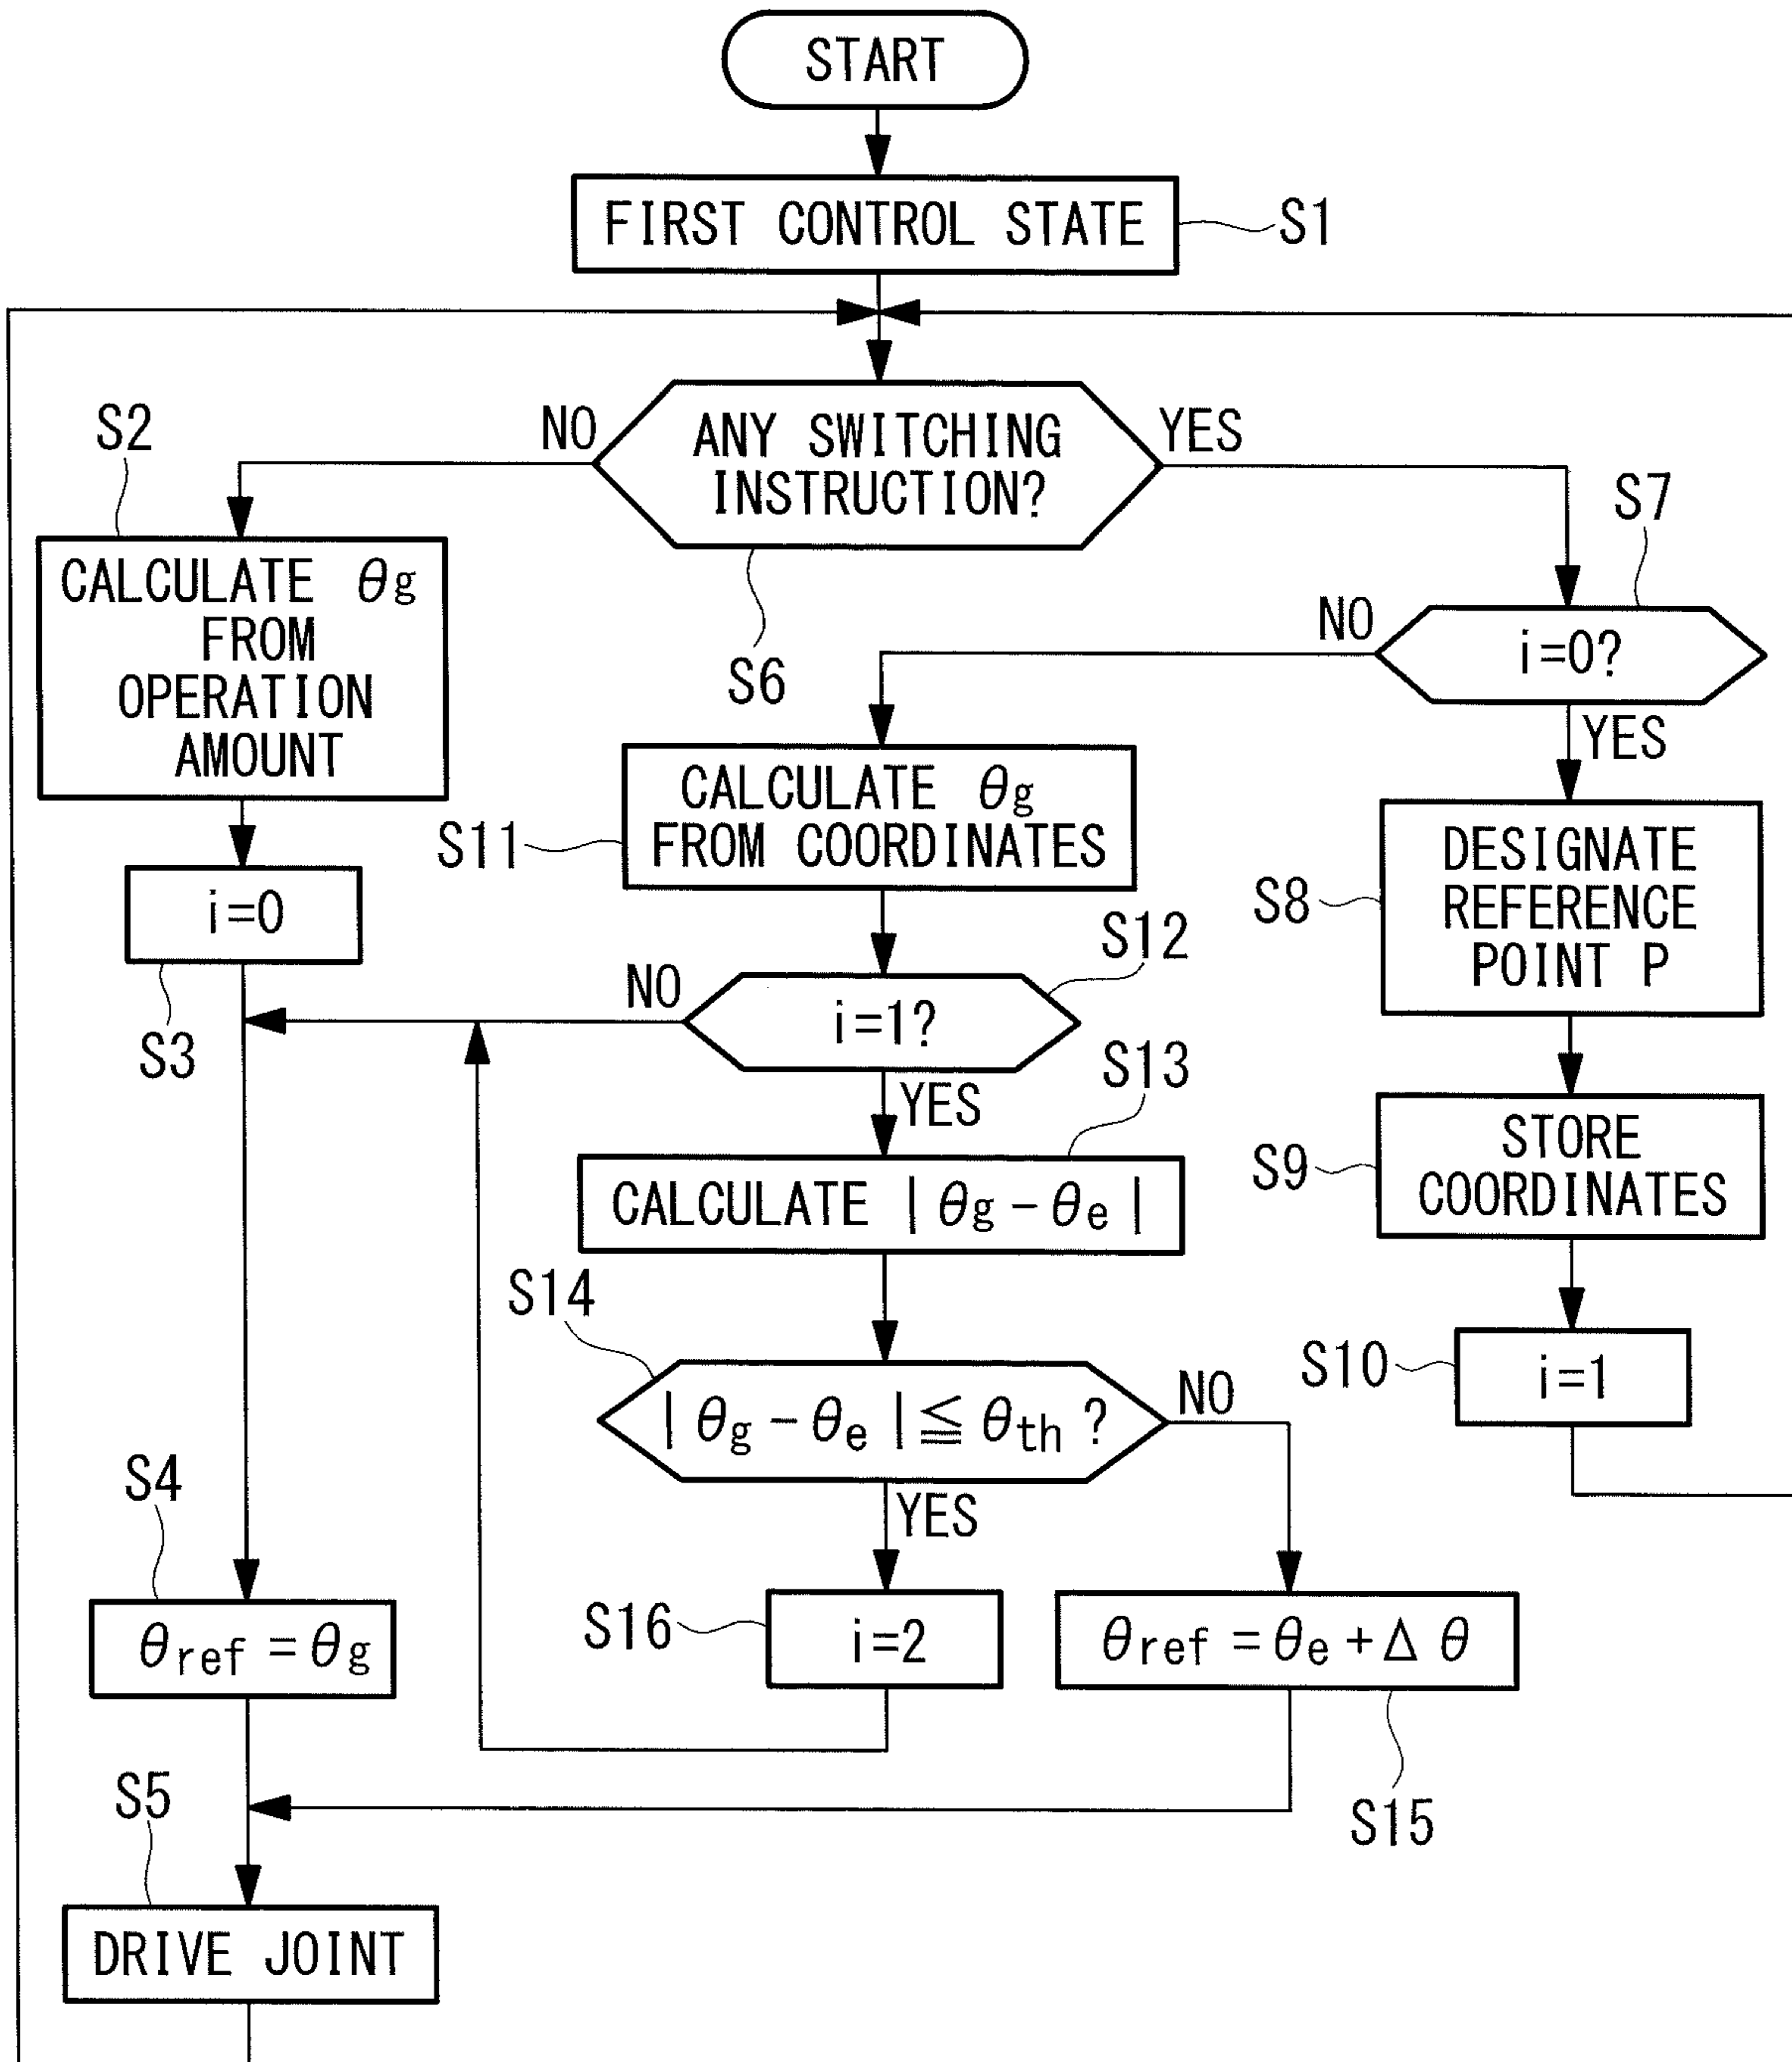 START
FIRST CONTROL STATE
S1
S2
NO
ANY SWITCHING
INSTRUCTION?
YES
S6
S7
CALCULATE θg
FROM
OPERATION
AMOUNT
NO
i=0?
YES
S11
CALCULATE θg
FROM COORDINATES
S8
DESIGNATE
REFERENCE
POINT P
i=0
S3
S12
NO
i=1?
YES
S13
CALCULATE |θg-θe|
S9
STORE
COORDINATES
S14
|θg-θe|≦θth?
NO
YES
S10
i=1
S4
θref=θg
S16
i=2
θref=θe+Δθ
S15
S5
DRIVE JOINT